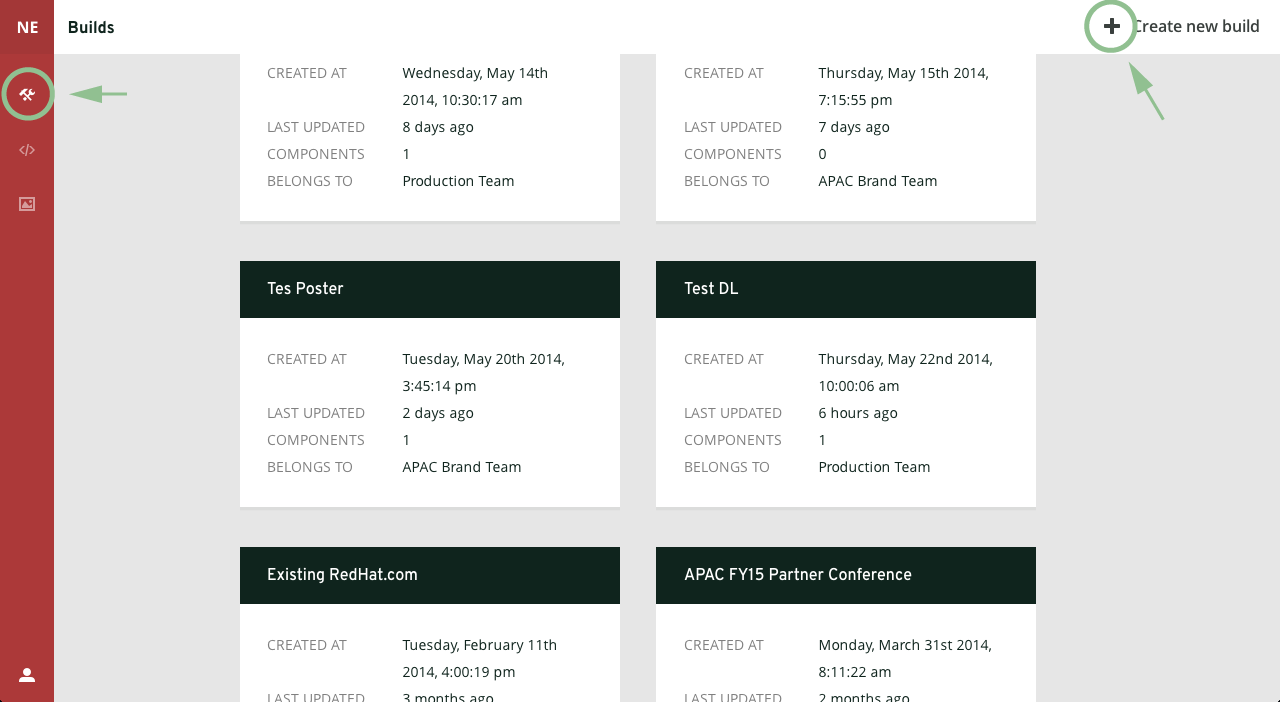 NE
Builds
Create new build
CREATED AT Wednesday, May 14th
2014, 10:30:17 am
LAST UPDATED 8 days ago
COMPONENTS 1
BELONGS TO Production Team
CREATED AT Thursday, May 15th 2014,
7:15:55 pm
LAST UPDATED 7 days ago
COMPONENTS 0
BELONGS TO APAC Brand Team
Tes Poster
CREATED AT Tuesday, May 20th 2014,
3:45:14 pm
LAST UPDATED 2 days ago
COMPONENTS 1
BELONGS TO APAC Brand Team
Test DL
CREATED AT Thursday, May 22nd 2014,
10:00:06 am
LAST UPDATED 6 hours ago
COMPONENTS 1
BELONGS TO Production Team
Existing RedHat.com
CREATED AT Tuesday, February 11th
2014, 4:00:19 pm
LAST UPDATED 3 months ago
APAC FY15 Partner Conference
CREATED AT Monday, March 31st 2014,
8:11:22 am
LAST UPDATED 2 months ago